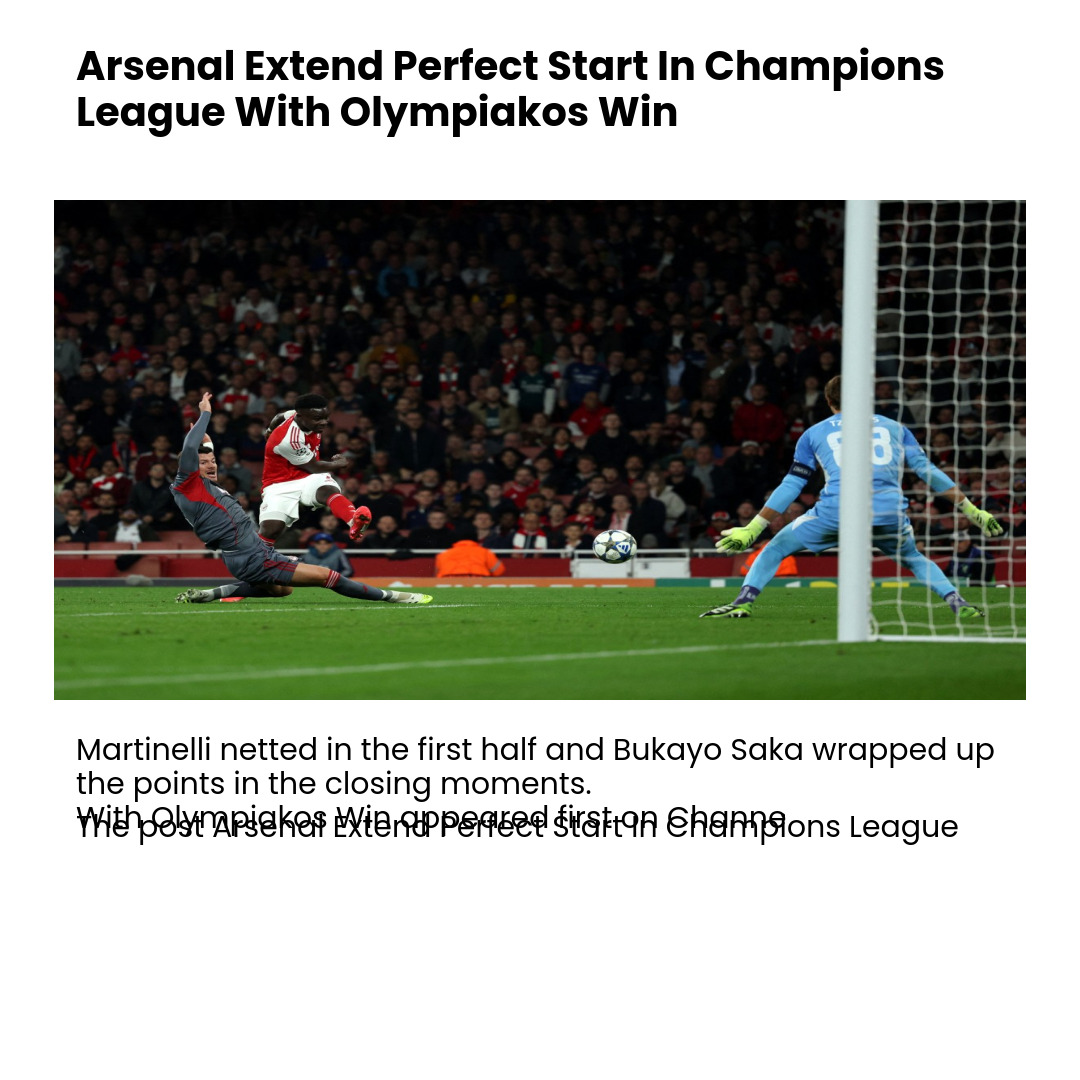 Arsenal Extend Perfect Start In Champions
League With Olympiakos Win
88
Martinelli netted in the first half and Bukayo Saka wrapped up
the points in the closing moments.
With Olympiakos Win appeared first on Channe
The post Arsenal Extend Perfect Start In Champions League